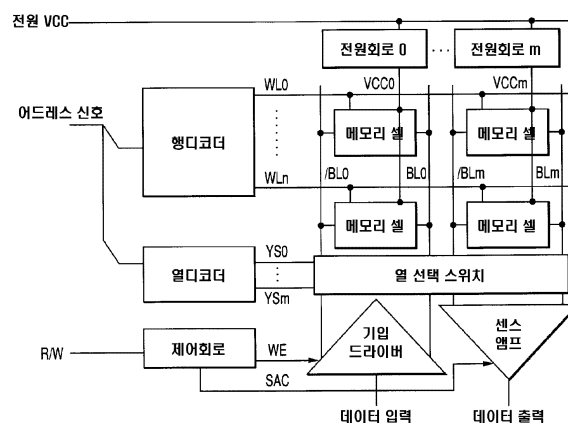 전원 VCC
전원회로 0 ··· 전원회로 m
WL0 VCC0 VCCm
어드레스 신호
행디코더
메모리 셀 메모리 셀
WLn /BL0 BL0 /BLm BLm
메모리 셀 메모리 셀
열디코더
YS0
YSm
열 선택 스위치
R/W
제어회로
WE
SAC
기입
드라이버
센스
앰프
데이터 입력 데이터 출력